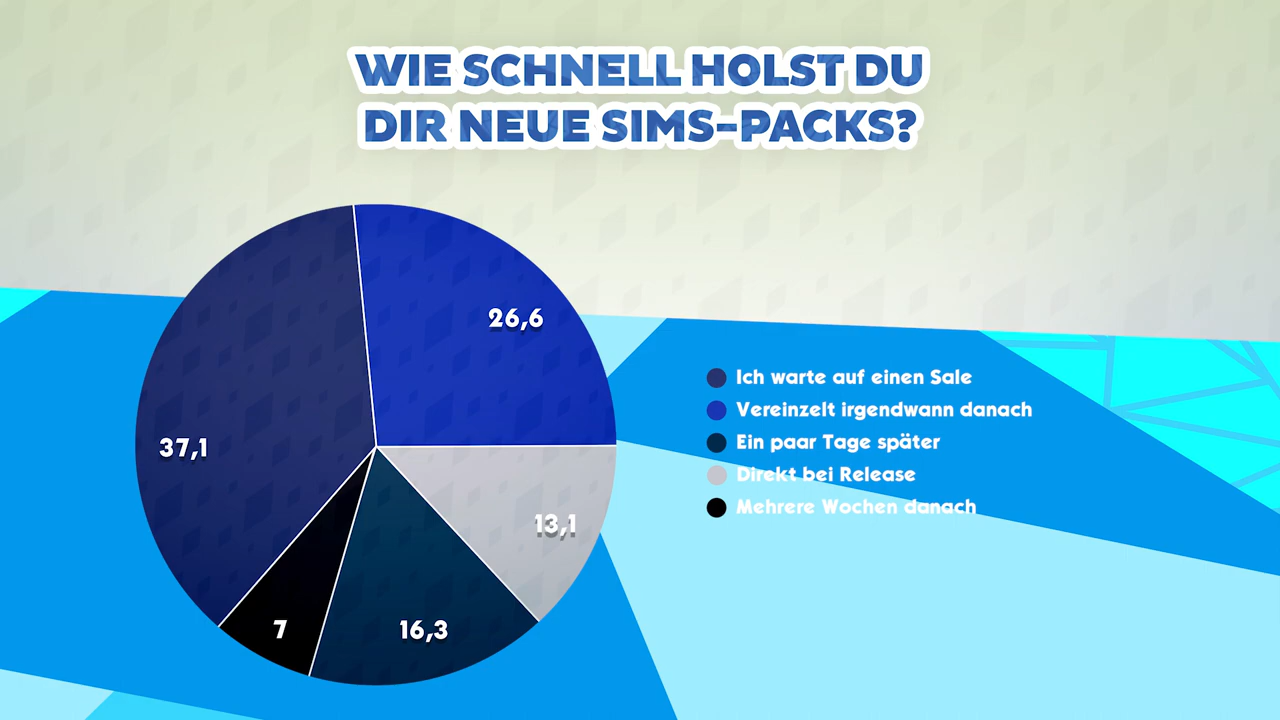 WIE SCHNELL HOLST DU
DIR NEUE SIMS-PACKS?
26,6
37,1
13,1
7
16,3
Ich warte auf einen Sale
Vereinzelt irgendwann danach
Ein paar Tage später
Direkt bei Release
Mehrere Wochen danach